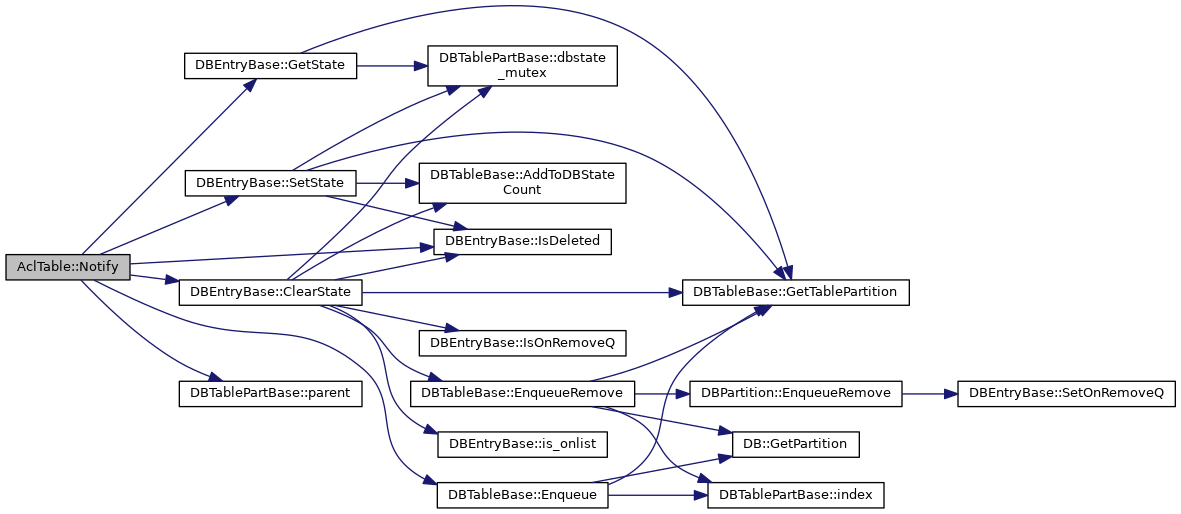 DBEntryBase::GetState
DBTablePartBase::dbstate
_mutex
DBEntryBase::SetState
DBTableBase::AddToDBState
Count
DBEntryBase::IsDeleted
AclTable::Notify
DBEntryBase::ClearState
DBTableBase::GetTablePartition
DBEntryBase::IsOnRemoveQ
DBTablePartBase::parent
DBTableBase::EnqueueRemove
DBPartition::EnqueueRemove
DBEntryBase::SetOnRemoveQ
DBEntryBase::is_onlist
DB::GetPartition
DBTableBase::Enqueue
DBTablePartBase::index